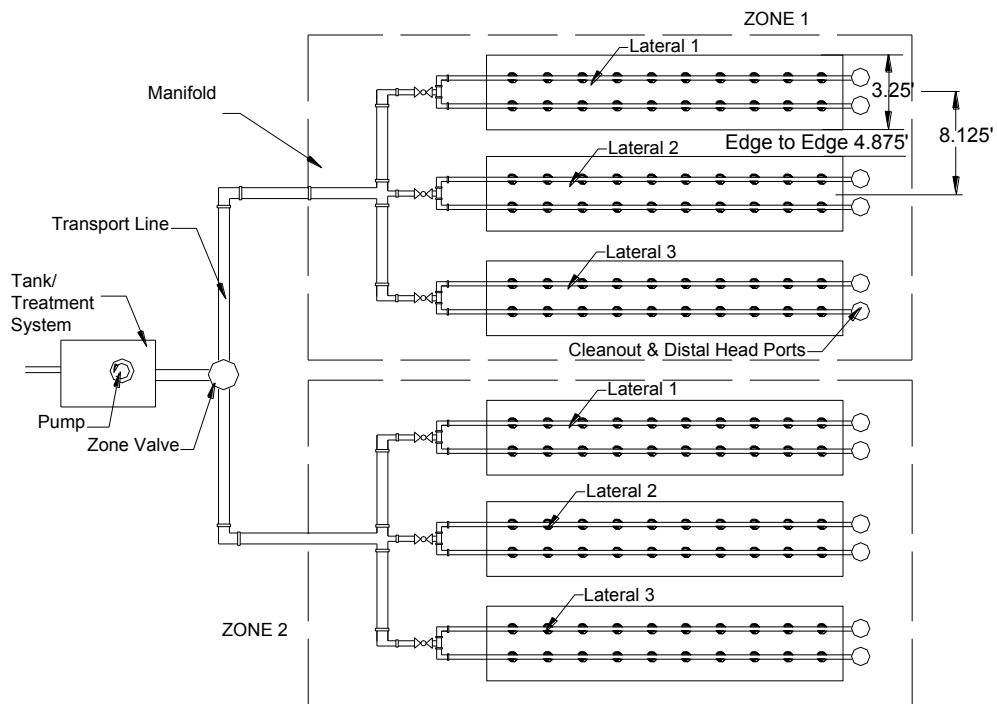 ZONE 1
Lateral 1
3.25'
Manifold
8.125'
Edge to Edge 4.875'
Lateral 2
Transport Line
Lateral 3
Tank/
Treatment
System
Cleanout & Distal Head Ports
Pump
Zone Valve
Lateral 1
Lateral 2
Lateral 3
ZONE 2